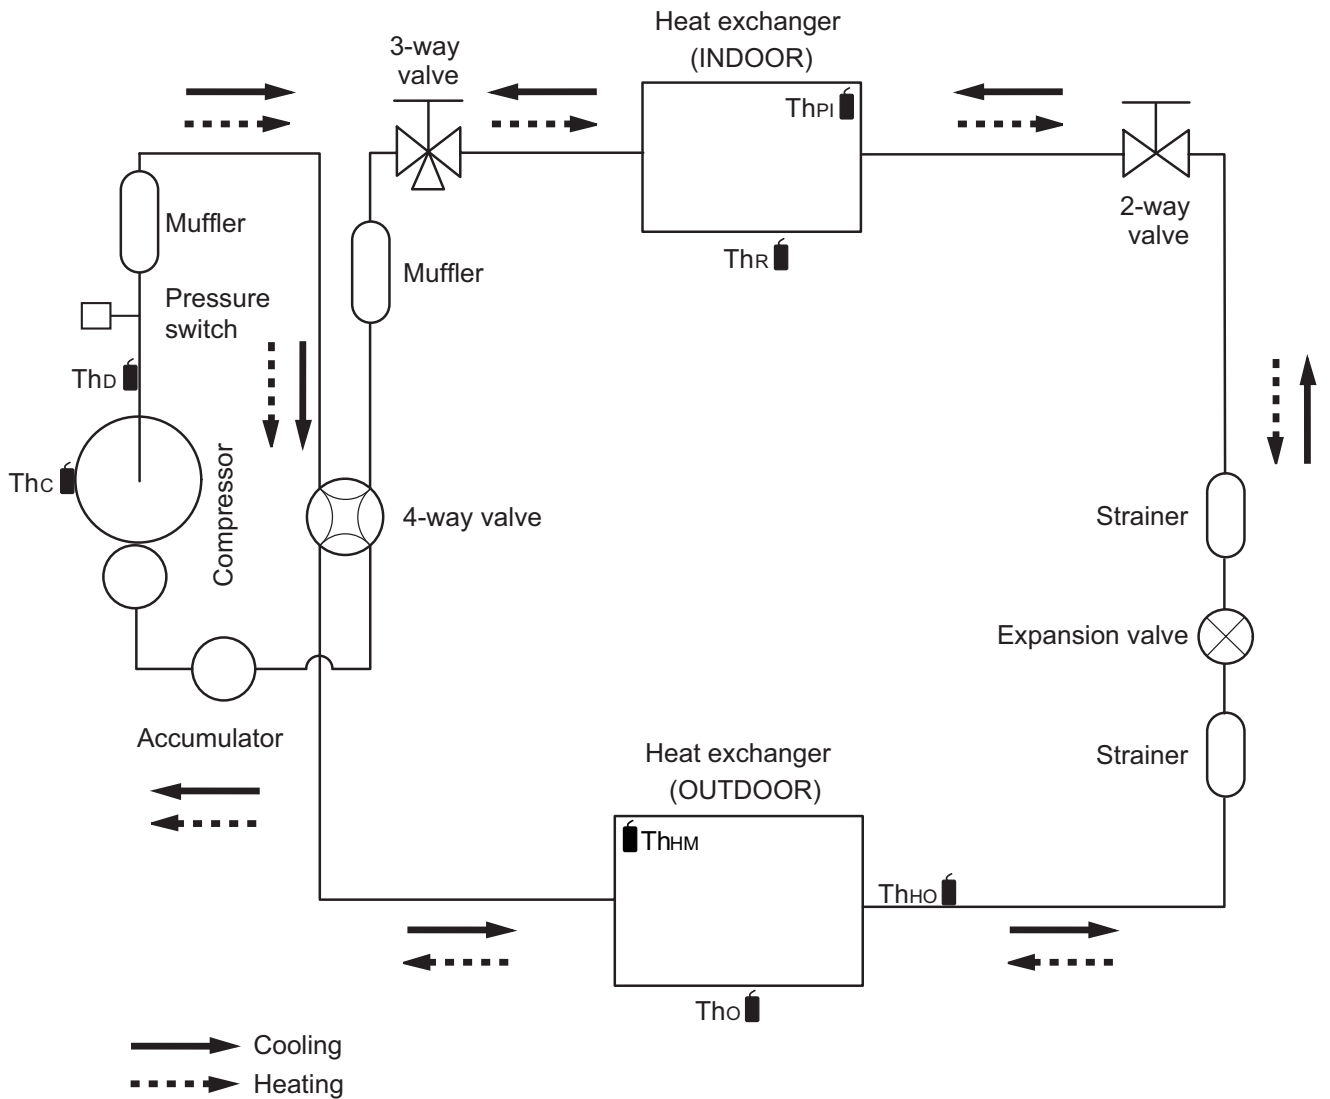 Heat exchanger
(INDOOR)
3-way
valve
ThPI
Muffler
2-way
valve
ThR
Muffler
Pressure
switch
ThD
ThC
Compressor
4-way valve
Strainer
Expansion valve
Accumulator
Heat exchanger
(OUTDOOR)
Strainer
ThHM
ThHO
ThO
Cooling
Heating